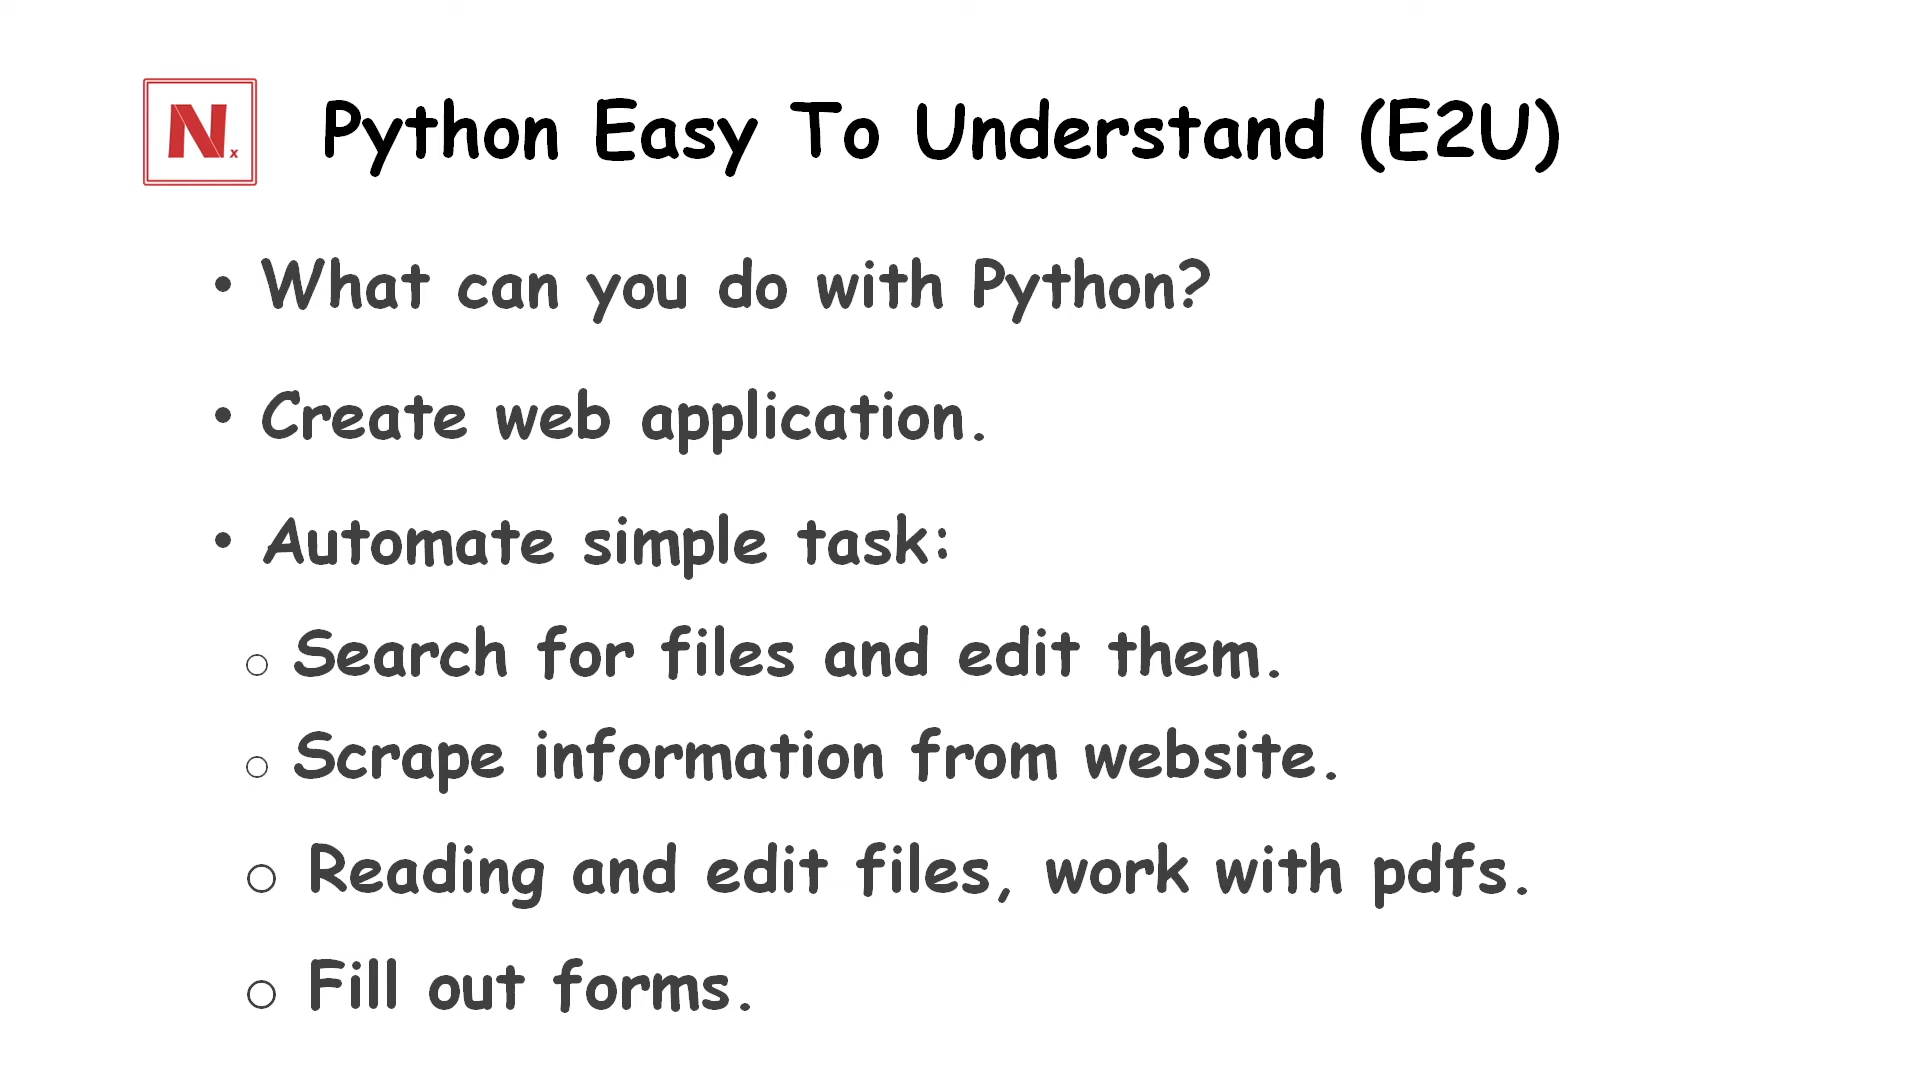 N.x
Python Easy To Understand (E2U)
• What can you do with Python?
• Create web application.
• Automate simple task:
○ Search for files and edit them.
○ Scrape information from website.
○ Reading and edit files, work with pdfs.
○ Fill out forms.